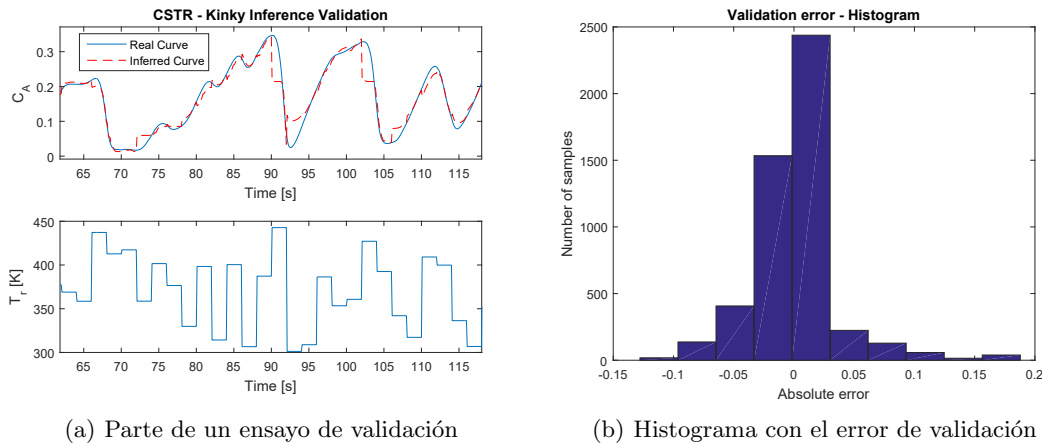 CSTR - Kinky Inference Validation
Real Curve
Inferred Curve
C_A
0.3
0.2
0.1
0
65 70 75 80 85 90 95 100 105 110 115
Time [s]
T_r [K]
450
400
350
300
65 70 75 80 85 90 95 100 105 110 115
Time [s]
(a) Parte de un ensayo de validación
Validation error - Histogram
Number of samples
2500
2000
1500
1000
500
0
-0.15 -0.1 -0.05 0 0.05 0.1 0.15 0.2
Absolute error
(b) Histograma con el error de validación